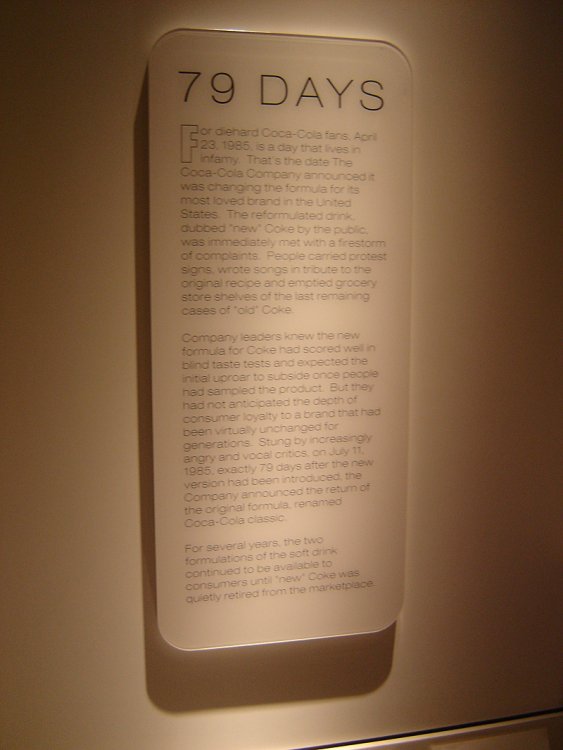 79 DAYS
For diehard Coca-Cola fans, April
23, 1985, is a day that lives in
infamy. That's the date The
Coca-Cola Company announced it
was changing the formula for its
most loved brand in the United
States. The reformulated drink,
dubbed "new" Coke by the public,
was immediately met with a firestorm
of complaints. People carried protest
signs, wrote songs in tribute to the
original recipe and emptied grocery
store shelves of the last remaining
cases of "old" Coke.
Company leaders knew the new
formula for Coke had scored well in
blind taste tests and expected the
initial uproar to subside once people
had sampled the product. But they
had not anticipated the depth of
consumer loyalty to a brand that had
been virtually unchanged for
generations. Stung by increasingly
angry and vocal critics, on July 11,
1985, exactly 79 days after the new
version had been introduced, the
Company announced the return of
the original formula, renamed
Coca-Cola classic.
For several years, the two
formulations of the soft drink
continued to be available to
consumers until "new" Coke was
quietly retired from the marketplace.